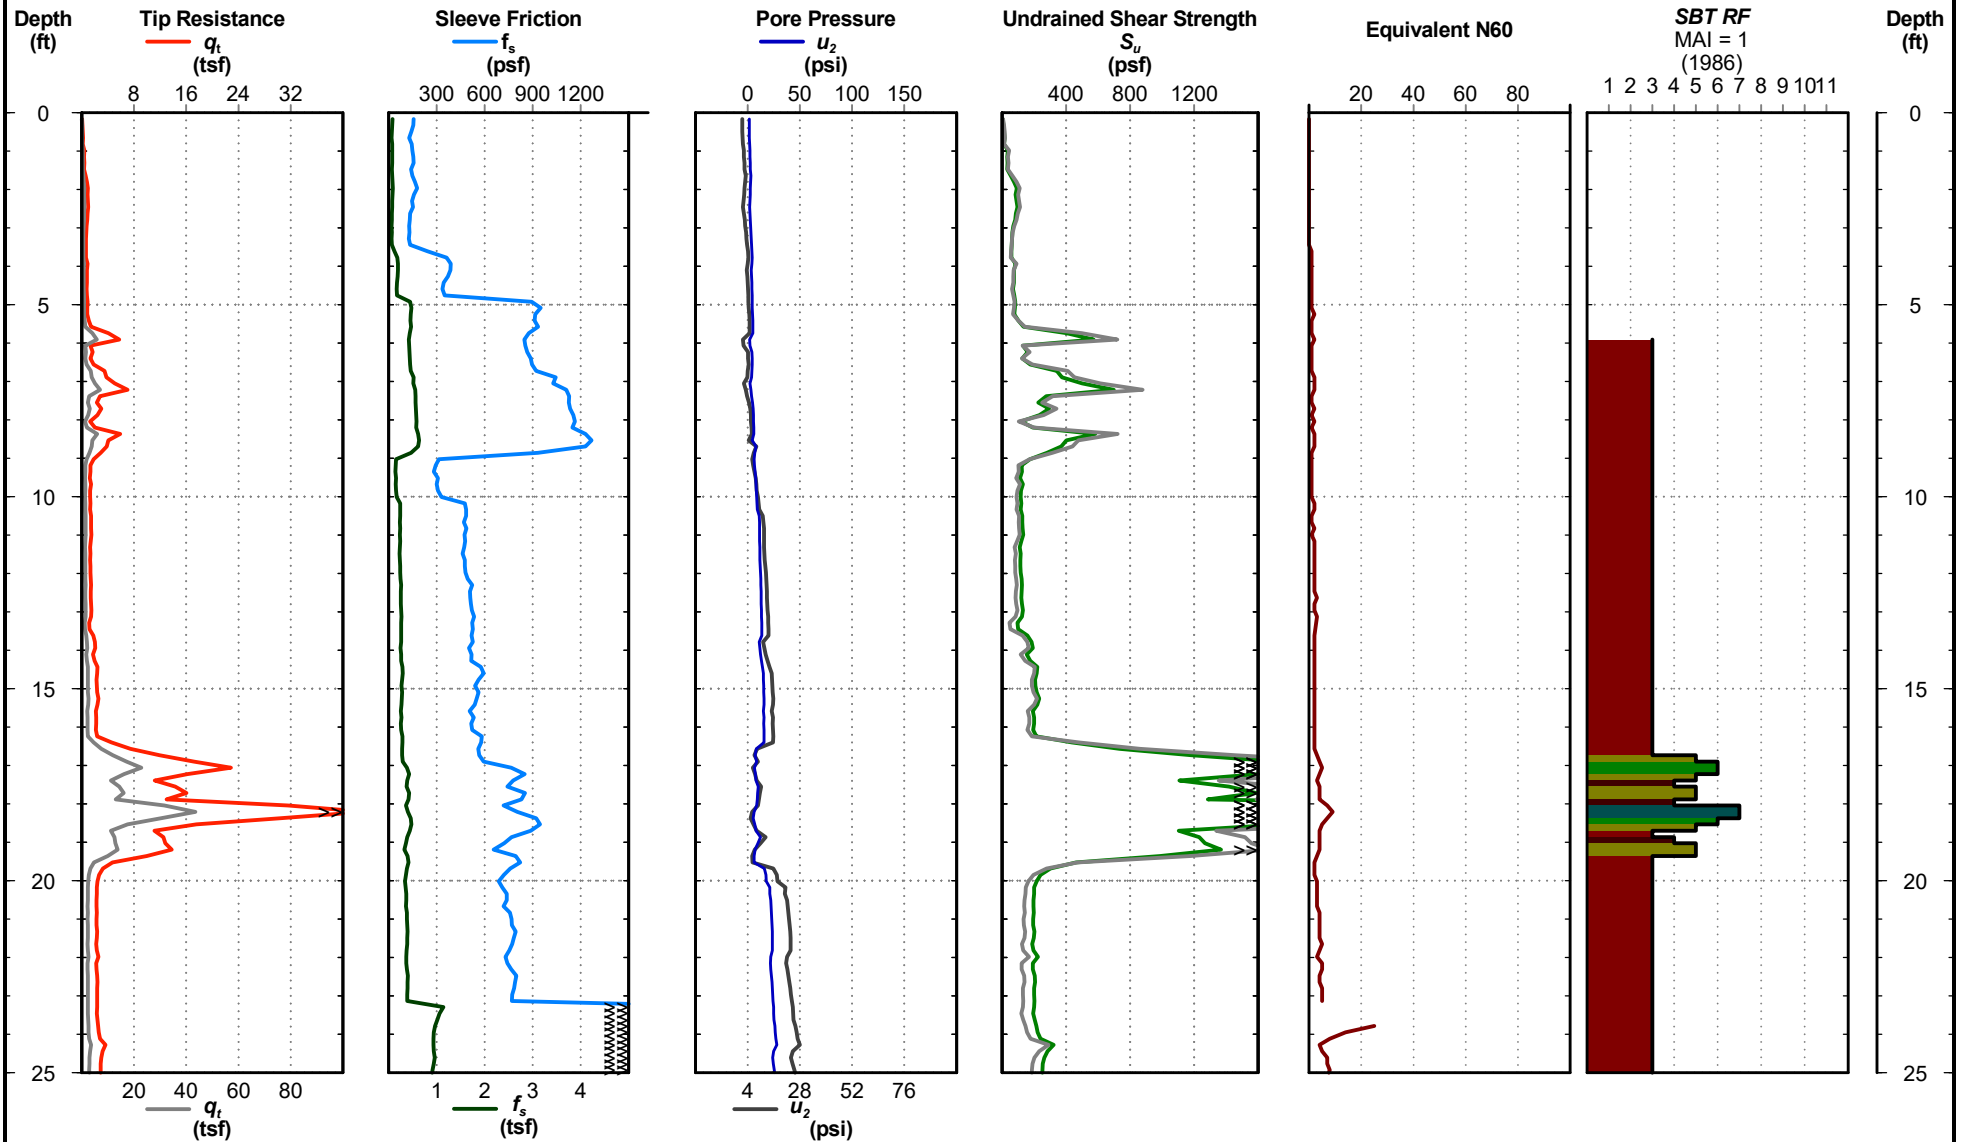 Depth
(ft)
Tip Resistance
qt
(tsf)
8 16 24 32
Sleeve Friction
fs
(psf)
300 600 900 1200
Pore Pressure
u2
(psi)
0 50 100 150
Undrained Shear Strength
Su
(psf)
400 800 1200
Equivalent N60
20 40 60 80
SBT RF
MAI = 1
(1986)
1 2 3 4 5 6 7 8 9 10 11
Depth
(ft)
0 0
5 5
10 10
15 15
20 20
25 25
20 40 60 80
qt
(tsf)
1 2 3 4
fs
(tsf)
4 28 52 76
u2
(psi)